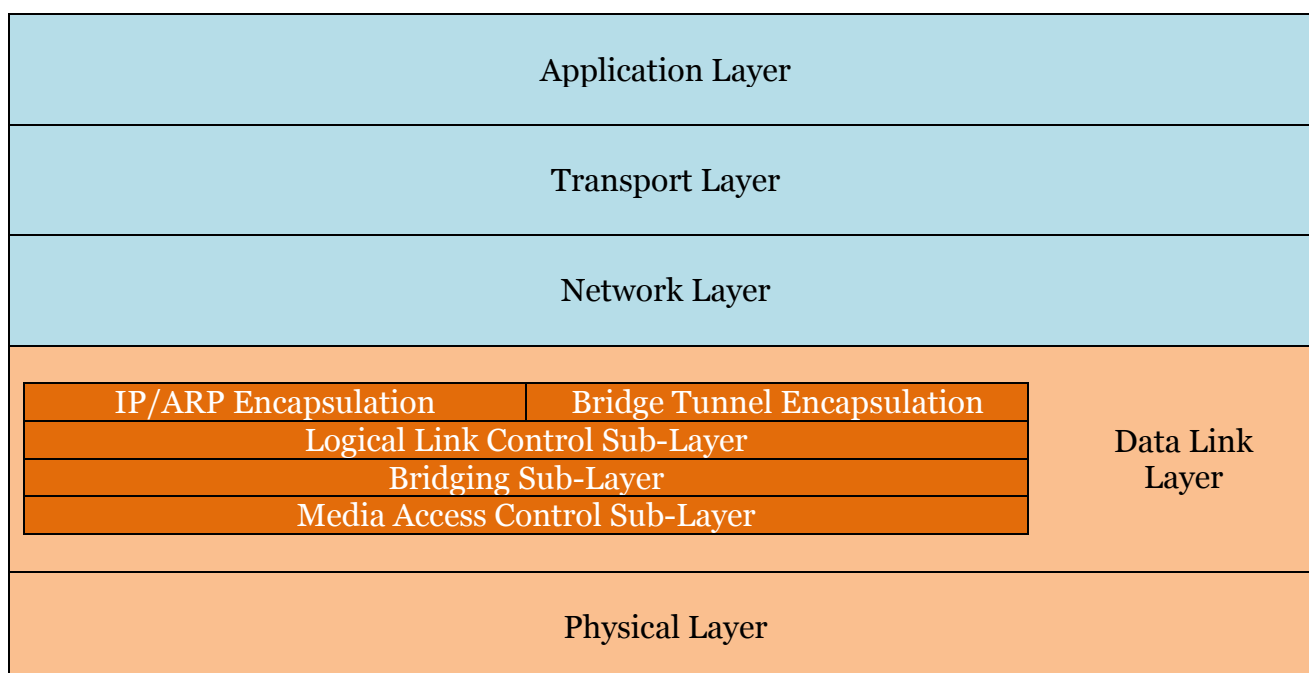 Application Layer
Transport Layer
Network Layer
IP/ARP Encapsulation
Bridge Tunnel Encapsulation
Logical Link Control Sub-Layer
Bridging Sub-Layer
Media Access Control Sub-Layer
Data Link
Layer
Physical Layer